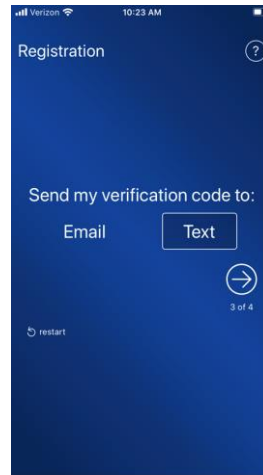 Verizon 10:23 AM
Registration ?
Send my verification code to:
Email Text
3 of 4
restart